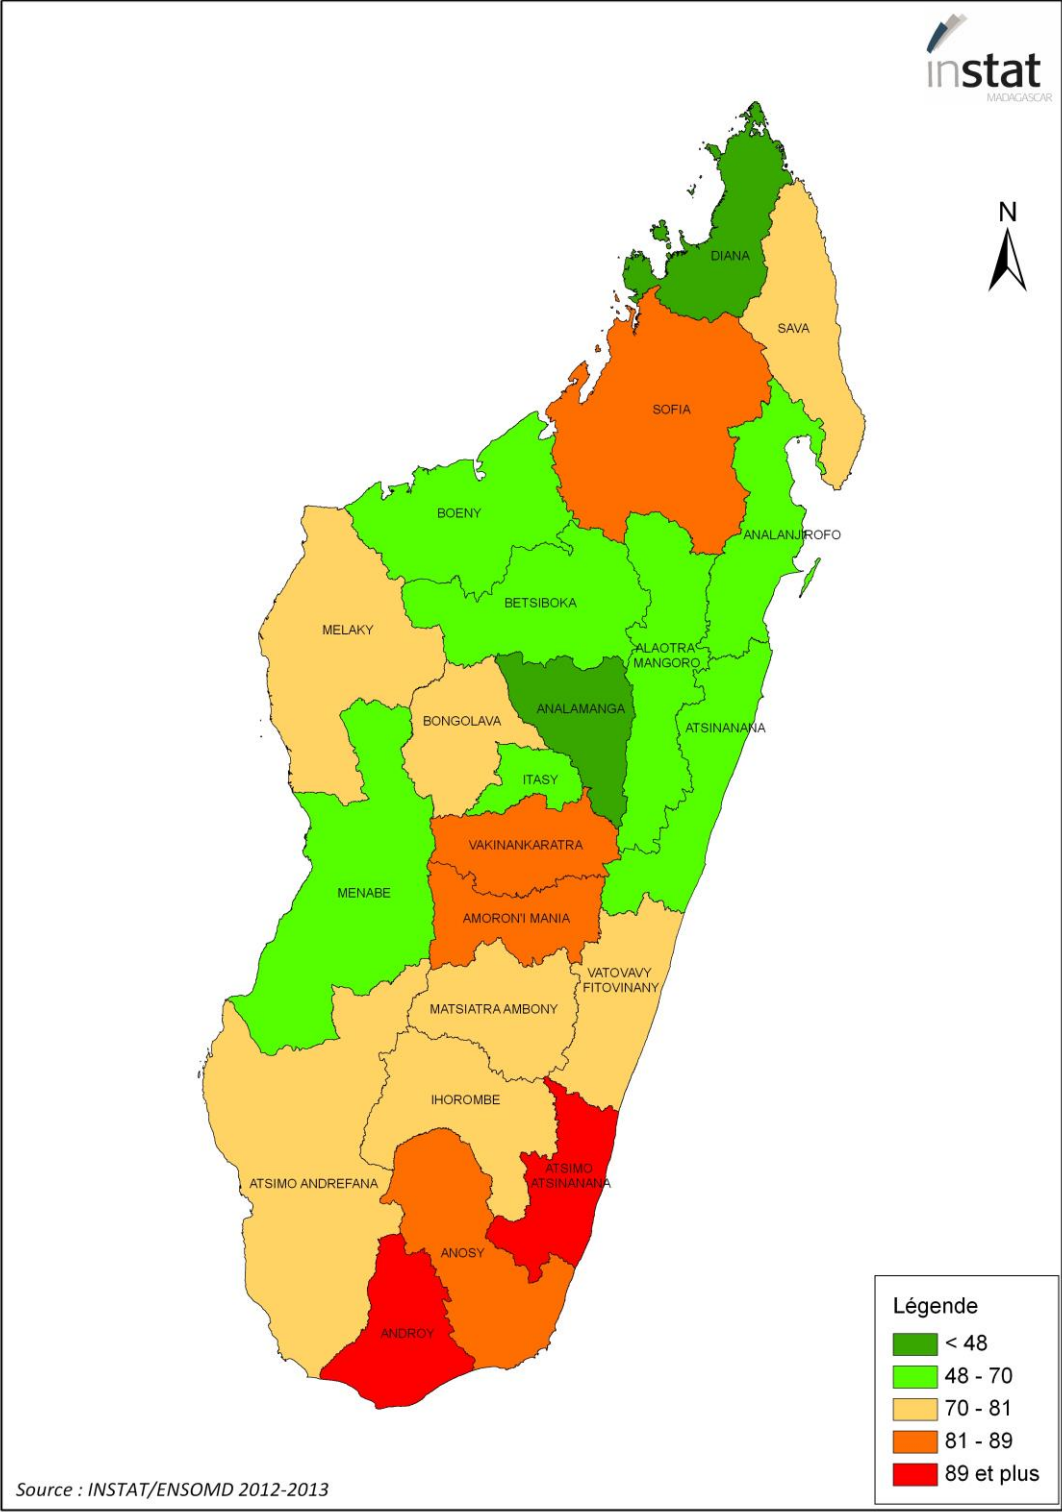 instat
MADAGASCAR
N
DIANA
SAVA
SOFIA
BOENY
ANALANJIROFO
BETSIBOKA
MELAKY
ALAOTRA
MANGORO
ANALAMANGA
BONGOLAVA
ATSINANANA
ITASY
VAKINANKARATRA
MENABE
AMORON'I MANIA
VATOVAVY
FITOVINANY
MATSIATRA AMBONY
IHOROMBE
ATSIMO
ATSINANANA
ATSIMO ANDREFANA
ANOSY
ANDROY
Légende
< 48
48 - 70
70 - 81
81 - 89
89 et plus
Source : INSTAT/ENSOMD 2012-2013